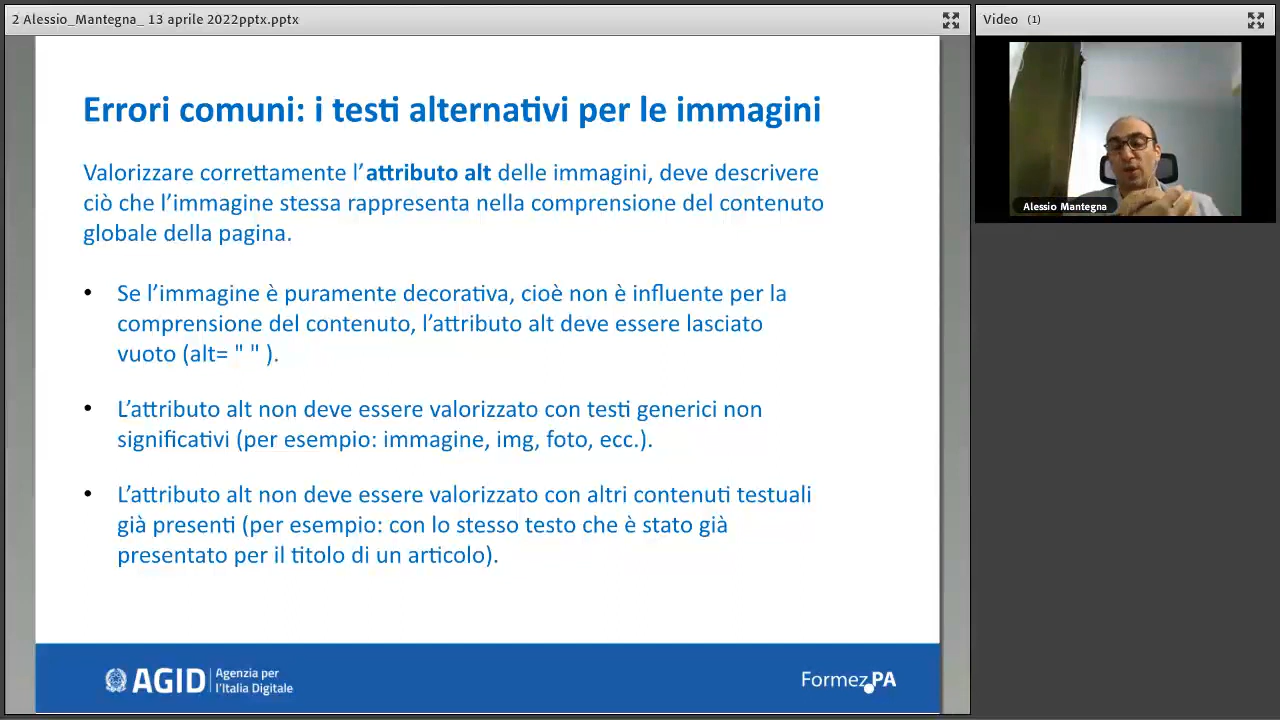 2 Alessio_Mantegna_ 13 aprile 2022pptx.pptx
Video (1)
Alessio Mantegna
Errori comuni: i testi alternativi per le immagini
Valorizzare correttamente l’attributo alt delle immagini, deve descrivere
ciò che l’immagine stessa rappresenta nella comprensione del contenuto
globale della pagina.
• Se l’immagine è puramente decorativa, cioè non è influente per la
comprensione del contenuto, l’attributo alt deve essere lasciato
vuoto (alt= " " ).
• L’attributo alt non deve essere valorizzato con testi generici non
significativi (per esempio: immagine, img, foto, ecc.).
• L’attributo alt non deve essere valorizzato con altri contenuti testuali
già presenti (per esempio: con lo stesso testo che è stato già
presentato per il titolo di un articolo).
AGID
Agenzia per
l'Italia Digitale
Formez PA